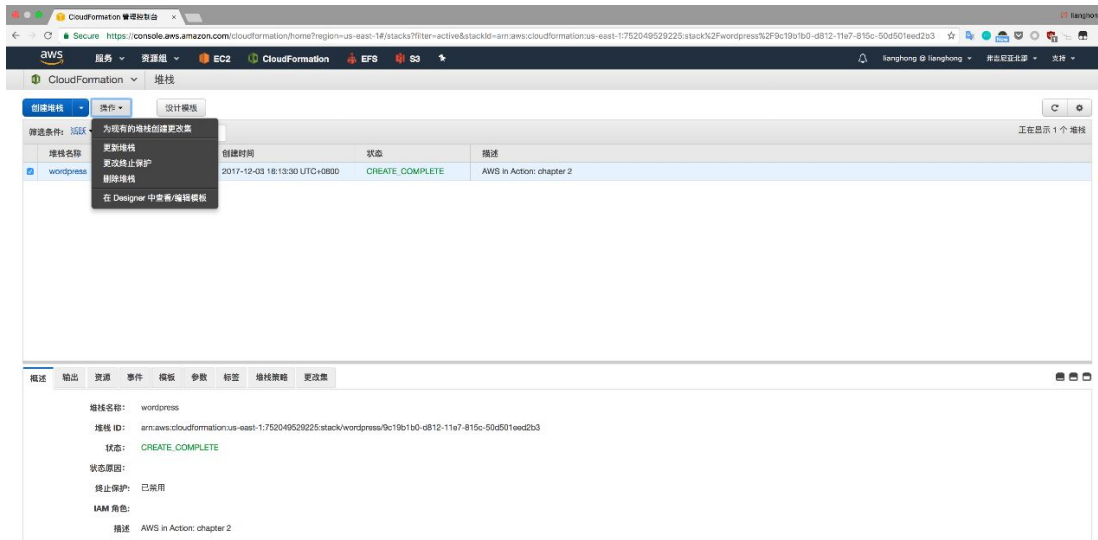 CloudFormation 管理控制台
lianghon
Secure https://console.aws.amazon.com/cloudformation/home?region=us-east-1#/stacks?filter=active&stackId=arn:aws:cloudformation:us-east-1:752049529225:stack%2Fwordpress%2F9c19b1b0-d812-11e7-815c-50d501eed2b3
aws 服务 资源组 EC2 CloudFormation EFS S3 lianghong @ lianghong 弗吉尼亚北部 支持
CloudFormation 堆栈
创建堆栈 操作 设计模板
筛选条件: 活跃 正在显示 1 个 堆栈
为现有的堆栈创建更改集
更新堆栈
更改终止保护
删除堆栈
在 Designer 中查看/编辑模板
堆栈名称 创建时间 状态 描述
wordpress 2017-12-03 18:13:30 UTC+0800 CREATE_COMPLETE AWS in Action: chapter 2
概述 输出 资源 事件 模板 参数 标签 堆栈策略 更改集
堆栈名称: wordpress
堆栈 ID: arn:aws:cloudformation:us-east-1:752049529225:stack/wordpress/9c19b1b0-d812-11e7-815c-50d501eed2b3
状态: CREATE_COMPLETE
状态原因:
终止保护: 已禁用
IAM 角色:
描述 AWS in Action: chapter 2